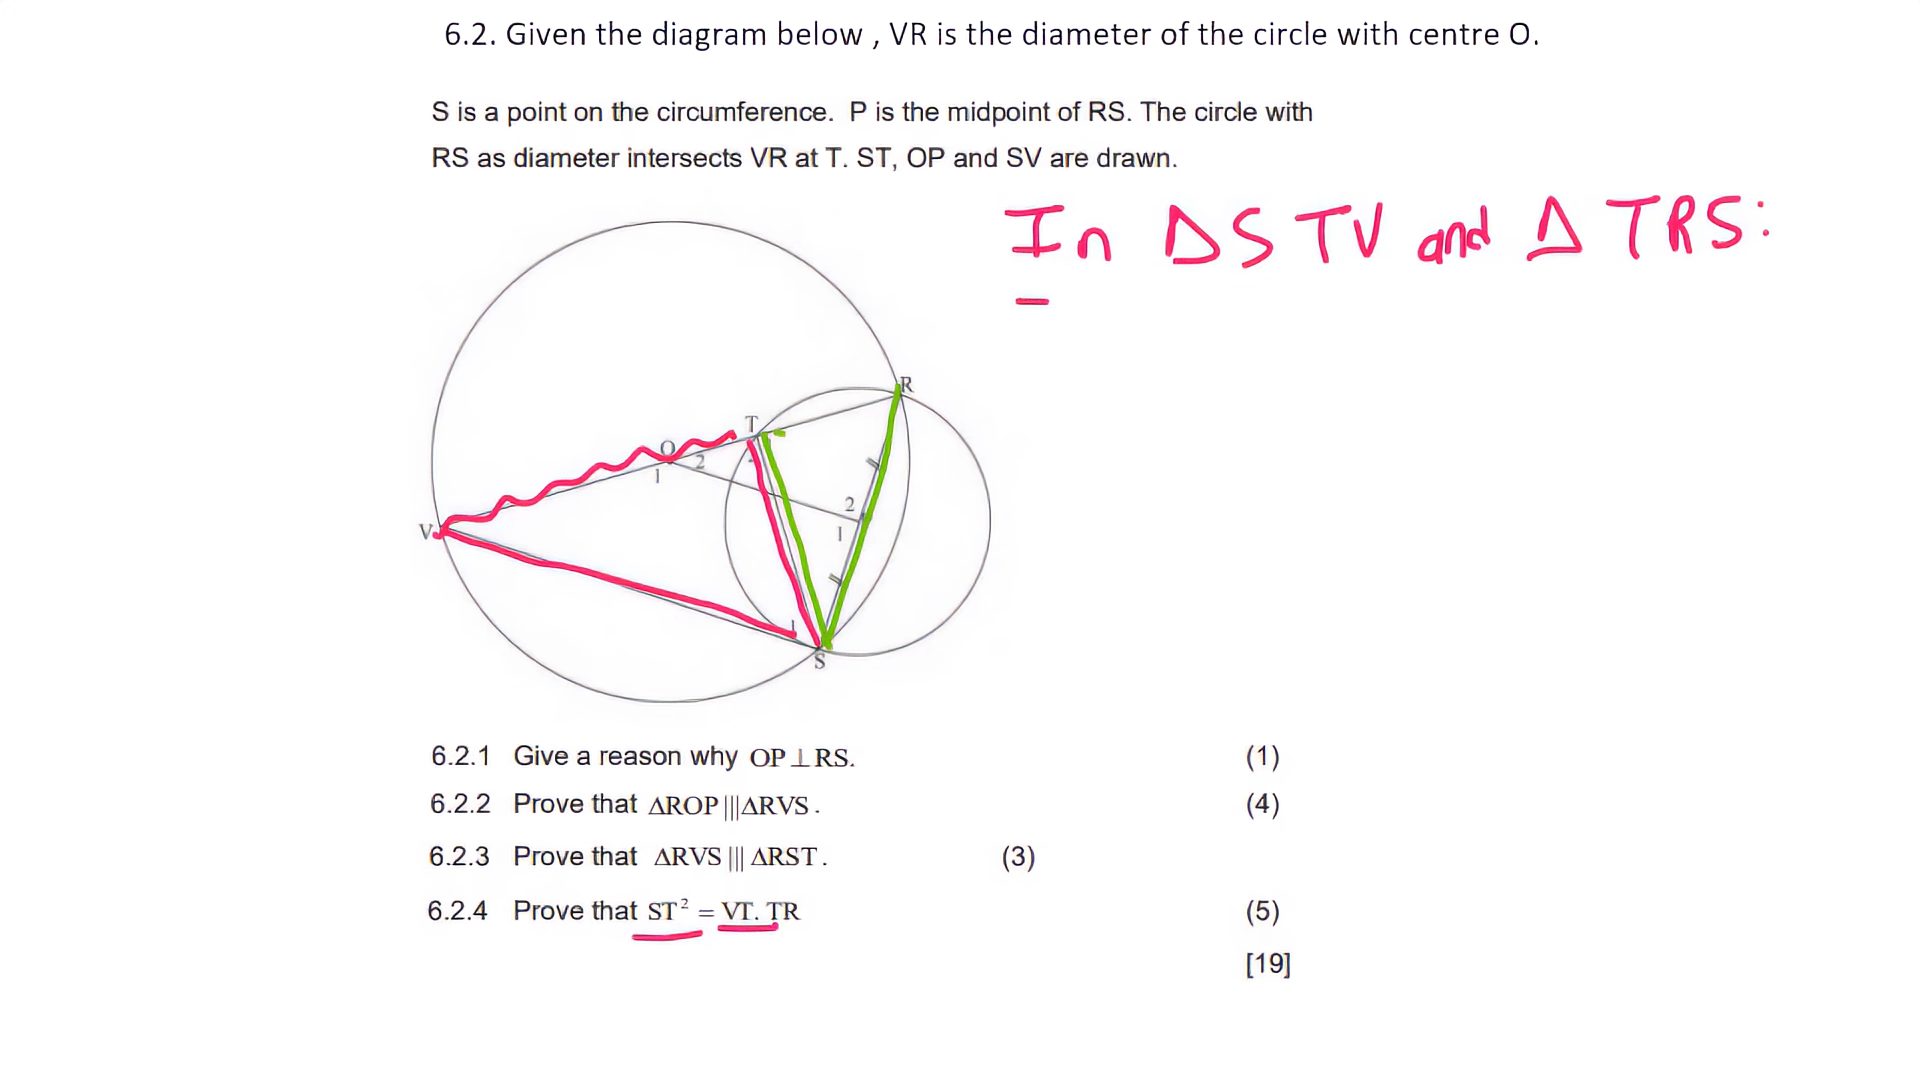 6.2. Given the diagram below , VR is the diameter of the circle with centre O.
S is a point on the circumference. P is the midpoint of RS. The circle with
RS as diameter intersects VR at T. ST, OP and SV are drawn.
In Δ STV and Δ TRS:
R
T
O
2
1
2
1
V
1
S
6.2.1 Give a reason why OP⊥RS. (1)
6.2.2 Prove that ΔROP|||ΔRVS. (4)
6.2.3 Prove that ΔRVS ||| ΔRST. (3)
6.2.4 Prove that ST² = VT. TR (5)
[19]